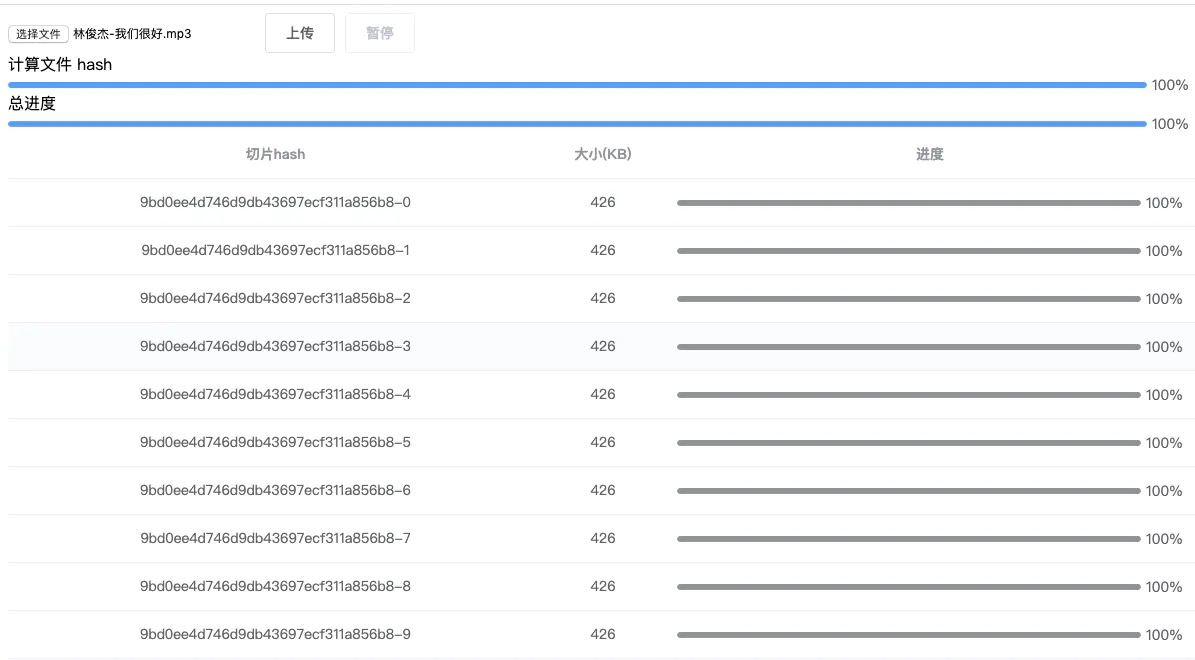 选择文件 林俊杰-我们很好.mp3 上传 暂停
计算文件 hash
100%
总进度
100%
切片hash 大小(KB) 进度
9bd0ee4d746d9db43697ecf311a856b8-0 426 100%
9bd0ee4d746d9db43697ecf311a856b8-1 426 100%
9bd0ee4d746d9db43697ecf311a856b8-2 426 100%
9bd0ee4d746d9db43697ecf311a856b8-3 426 100%
9bd0ee4d746d9db43697ecf311a856b8-4 426 100%
9bd0ee4d746d9db43697ecf311a856b8-5 426 100%
9bd0ee4d746d9db43697ecf311a856b8-6 426 100%
9bd0ee4d746d9db43697ecf311a856b8-7 426 100%
9bd0ee4d746d9db43697ecf311a856b8-8 426 100%
9bd0ee4d746d9db43697ecf311a856b8-9 426 100%